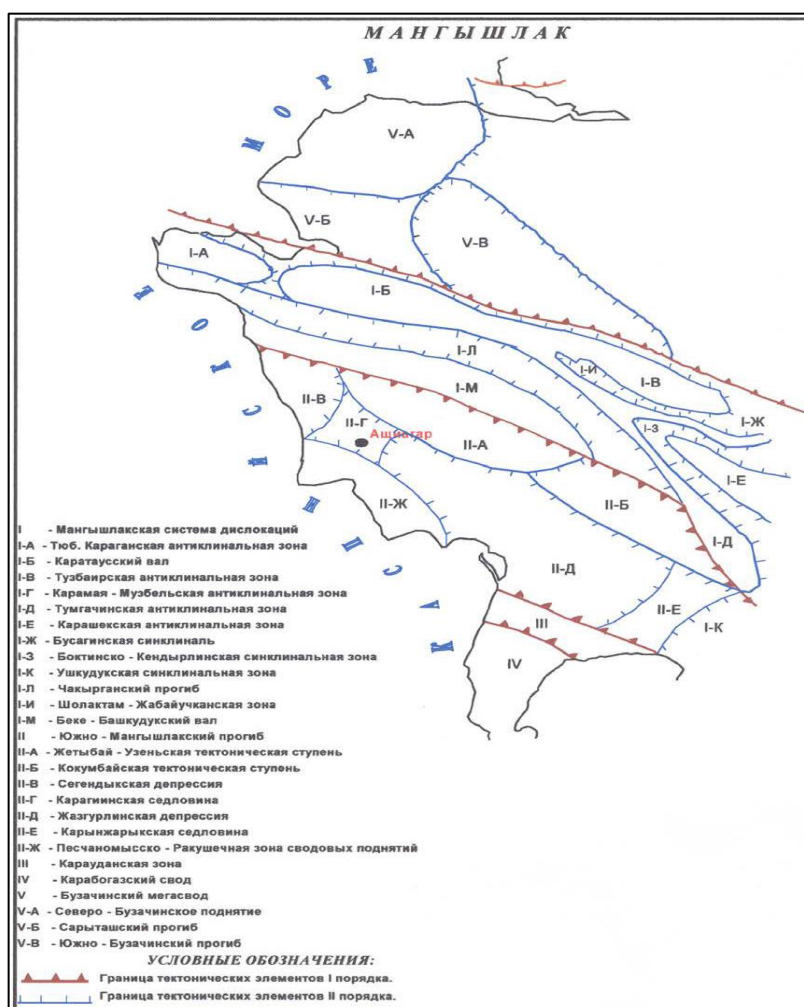 МАНГЫШЛАК
МОРЕ
V-А
V-Б
V-В
I-А
I-Б
I-Л
I-И
I-В
I-М
II-В
II-Г
Ащиагар
II-А
I-Ж
I-З
I-Е
II-Ж
II-Б
I-Д
II-Д
II-Е
I-К
III
IV
КАСПИЙСКОЕ
I - Мангышлакская система дислокаций
I-А - Тюб. Караганская антиклинальная зона
I-Б - Каратаусский вал
I-В - Тузбаирская антиклинальная зона
I-Г - Карамая - Музбельская антиклинальная зона
I-Д - Тумгачинская антиклинальная зона
I-Е - Карашекская антиклинальная зона
I-Ж - Бусагинская синклиналь
I-З - Боктинско - Кендырлинская синклинальная зона
I-К - Ушкудукская синклинальная зона
I-Л - Чакырганский прогиб
I-И - Шолактам - Жабайучканская зона
I-М - Беке - Башкудукский вал
II - Южно - Мангышлакский прогиб
II-А - Жетыбай - Узеньская тектоническая ступень
II-Б - Кокумбайская тектоническая ступень
II-В - Сегендыкская депрессия
II-Г - Карагиинская седловина
II-Д - Жазгурлинская депрессия
II-Е - Карынжарыкская седловина
II-Ж - Песчаномысско - Ракушечная зона сводовых поднятий
III - Карауданская зона
IV - Карабогазский свод
V - Бузачинский мегасвод
V-А - Северо - Бузачинское поднятие
V-Б - Сарыташский прогиб
V-В - Южно - Бузачинский прогиб
УСЛОВНЫЕ ОБОЗНАЧЕНИЯ:
Граница тектонических элементов I порядка.
Граница тектонических элементов II порядка.